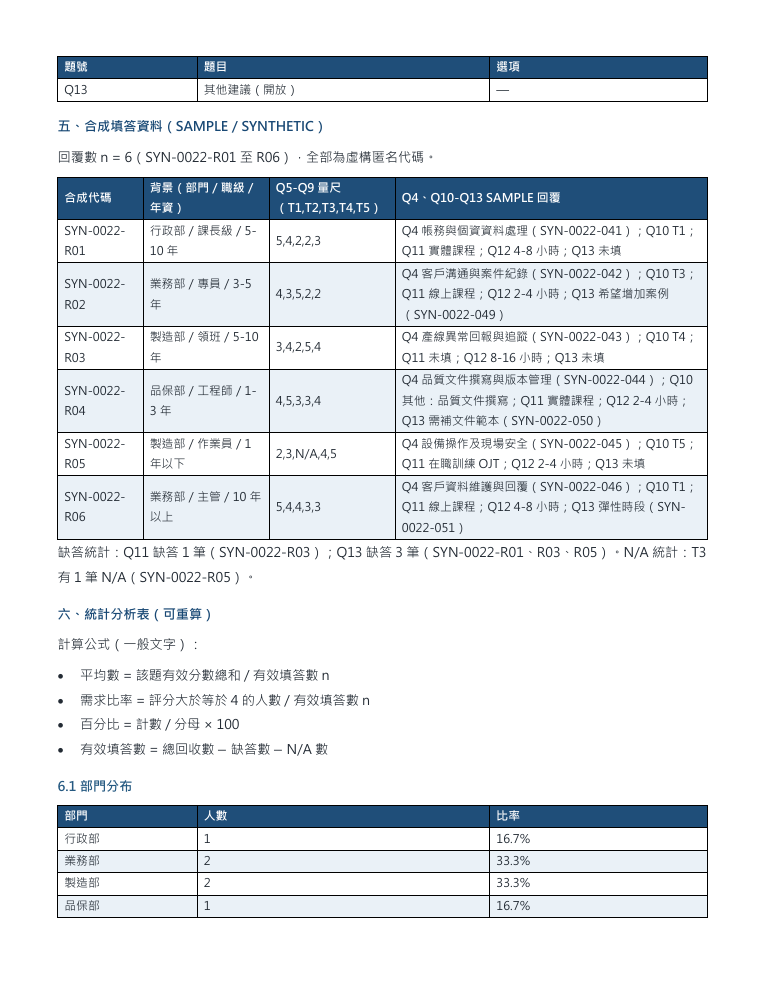 題號 題目 選項
Q13 其他建議（開放） —
五、合成填答資料（SAMPLE / SYNTHETIC）
回覆數 n = 6（SYN-0022-R01 至 R06），全部為虛構匿名代碼。
合成代碼 背景（部門 / 職級 / 年資） Q5-Q9 量尺（T1,T2,T3,T4,T5） Q4、Q10-Q13 SAMPLE 回覆
SYN-0022-R01 行政部 / 課長級 / 5-10 年 5,4,2,2,3 Q4 帳務與個資資料處理（SYN-0022-041）；Q10 T1；Q11 實體課程；Q12 4-8 小時；Q13 未填
SYN-0022-R02 業務部 / 專員 / 3-5 年 4,3,5,2,2 Q4 客戶溝通與案件紀錄（SYN-0022-042）；Q10 T3；Q11 線上課程；Q12 2-4 小時；Q13 希望增加案例（SYN-0022-049）
SYN-0022-R03 製造部 / 領班 / 5-10 年 3,4,2,5,4 Q4 產線異常回報與追蹤（SYN-0022-043）；Q10 T4；Q11 未填；Q12 8-16 小時；Q13 未填
SYN-0022-R04 品保部 / 工程師 / 1-3 年 4,5,3,3,4 Q4 品質文件撰寫與版本管理（SYN-0022-044）；Q10 其他：品質文件撰寫；Q11 實體課程；Q12 2-4 小時；Q13 需補文件範本（SYN-0022-050）
SYN-0022-R05 製造部 / 作業員 / 1 年以下 2,3,N/A,4,5 Q4 設備操作及現場安全（SYN-0022-045）；Q10 T5；Q11 在職訓練 OJT；Q12 2-4 小時；Q13 未填
SYN-0022-R06 業務部 / 主管 / 10 年以上 5,4,4,3,3 Q4 客戶資料維護與回覆（SYN-0022-046）；Q10 T1；Q11 線上課程；Q12 4-8 小時；Q13 彈性時段（SYN-0022-051）
缺答統計：Q11 缺答 1 筆（SYN-0022-R03）；Q13 缺答 3 筆（SYN-0022-R01、R03、R05）。N/A 統計：T3
有 1 筆 N/A（SYN-0022-R05）。
六、統計分析表（可重算）
計算公式（一般文字）：
• 平均數 = 該題有效分數總和 / 有效填答數 n
• 需求比率 = 評分大於等於 4 的人數 / 有效填答數 n
• 百分比 = 計數 / 分母 × 100
• 有效填答數 = 總回收數 – 缺答數 – N/A 數
6.1 部門分布
部門 人數 比率
行政部 1 16.7%
業務部 2 33.3%
製造部 2 33.3%
品保部 1 16.7%